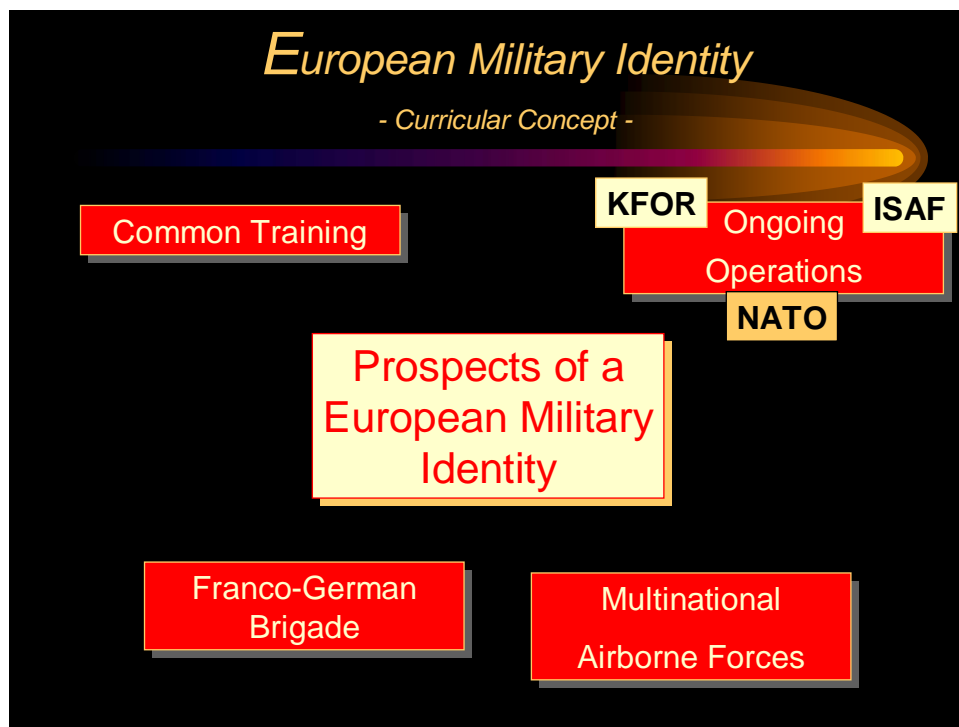 European Military Identity
- Curricular Concept -
Common Training
KFOR
ISAF
Ongoing
Operations
NATO
Prospects of a
European Military
Identity
Franco-German
Brigade
Multinational
Airborne Forces